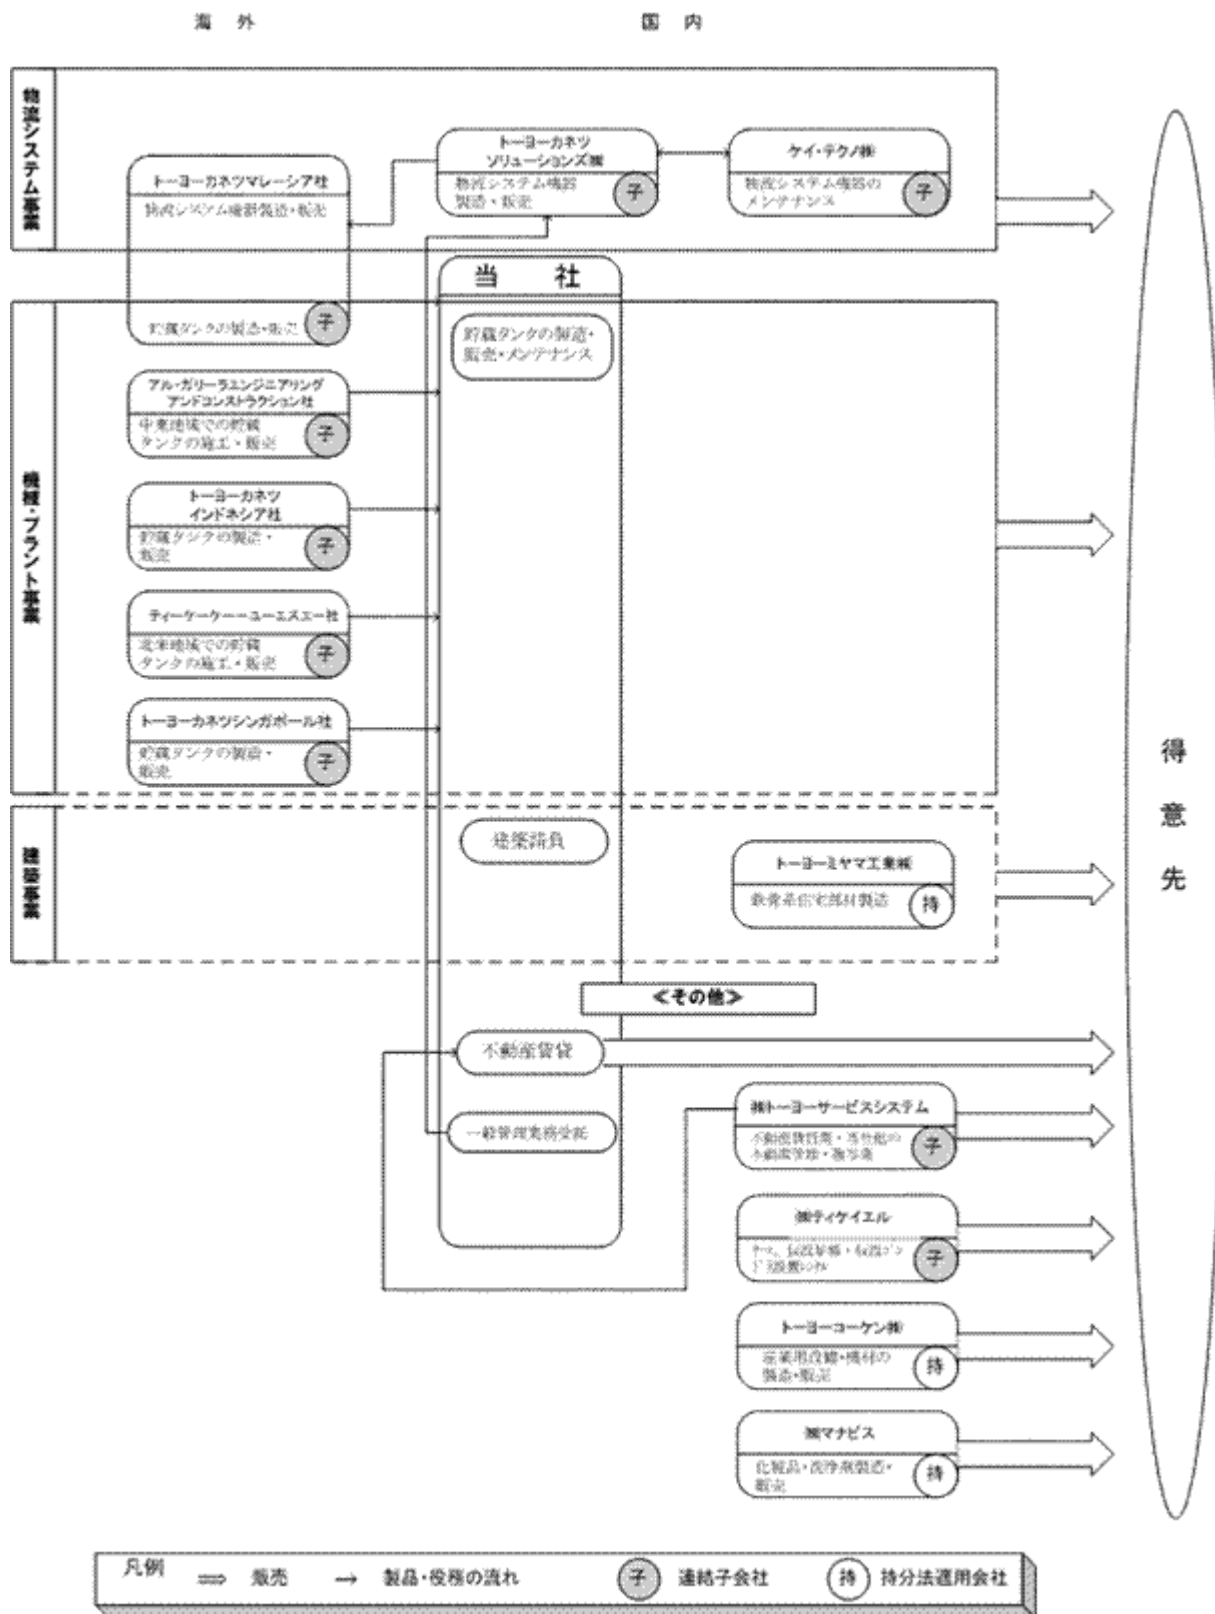 海外
国内
物流システム事業
トーヨーカネツマレーシア社
物流システム機器製造・販売
貯蔵タンクの製造・販売
子
トーヨーカネツ
ソリューションズ㈱
物流システム機器
製造・販売
子
ケイ・テクノ㈱
物流システム機器の
メンテナンス
子
当社
貯蔵タンクの製造・
販売・メンテナンス
機械・プラント事業
アル・ガリーラエンジニアリング
アンドコンストラクション社
中東地域での貯蔵
タンクの施工・販売
子
トーヨーカネツ
インドネシア社
貯蔵タンクの製造・
販売
子
ティーケーケーユーエスエー社
北米地域での貯蔵
タンクの施工・販売
子
トーヨーカネツシンガポール社
貯蔵タンクの製造・
販売
子
得意先
建築事業
建築請負
トーヨーミヤマ工業㈱
鉄骨系住宅部材製造
持
≪その他≫
不動産賃貸
一般管理業務受託
㈱トーヨーサービスシステム
子
㈱ティケイエル
子
トーヨーコーケン㈱
産業用設備・機材の
製造・販売
持
㈱マナビス
化粧品・洗浄剤製造・
販売
持
凡例 ⇒ 販売 → 製品・役務の流れ 子 連結子会社 持 持分法適用会社